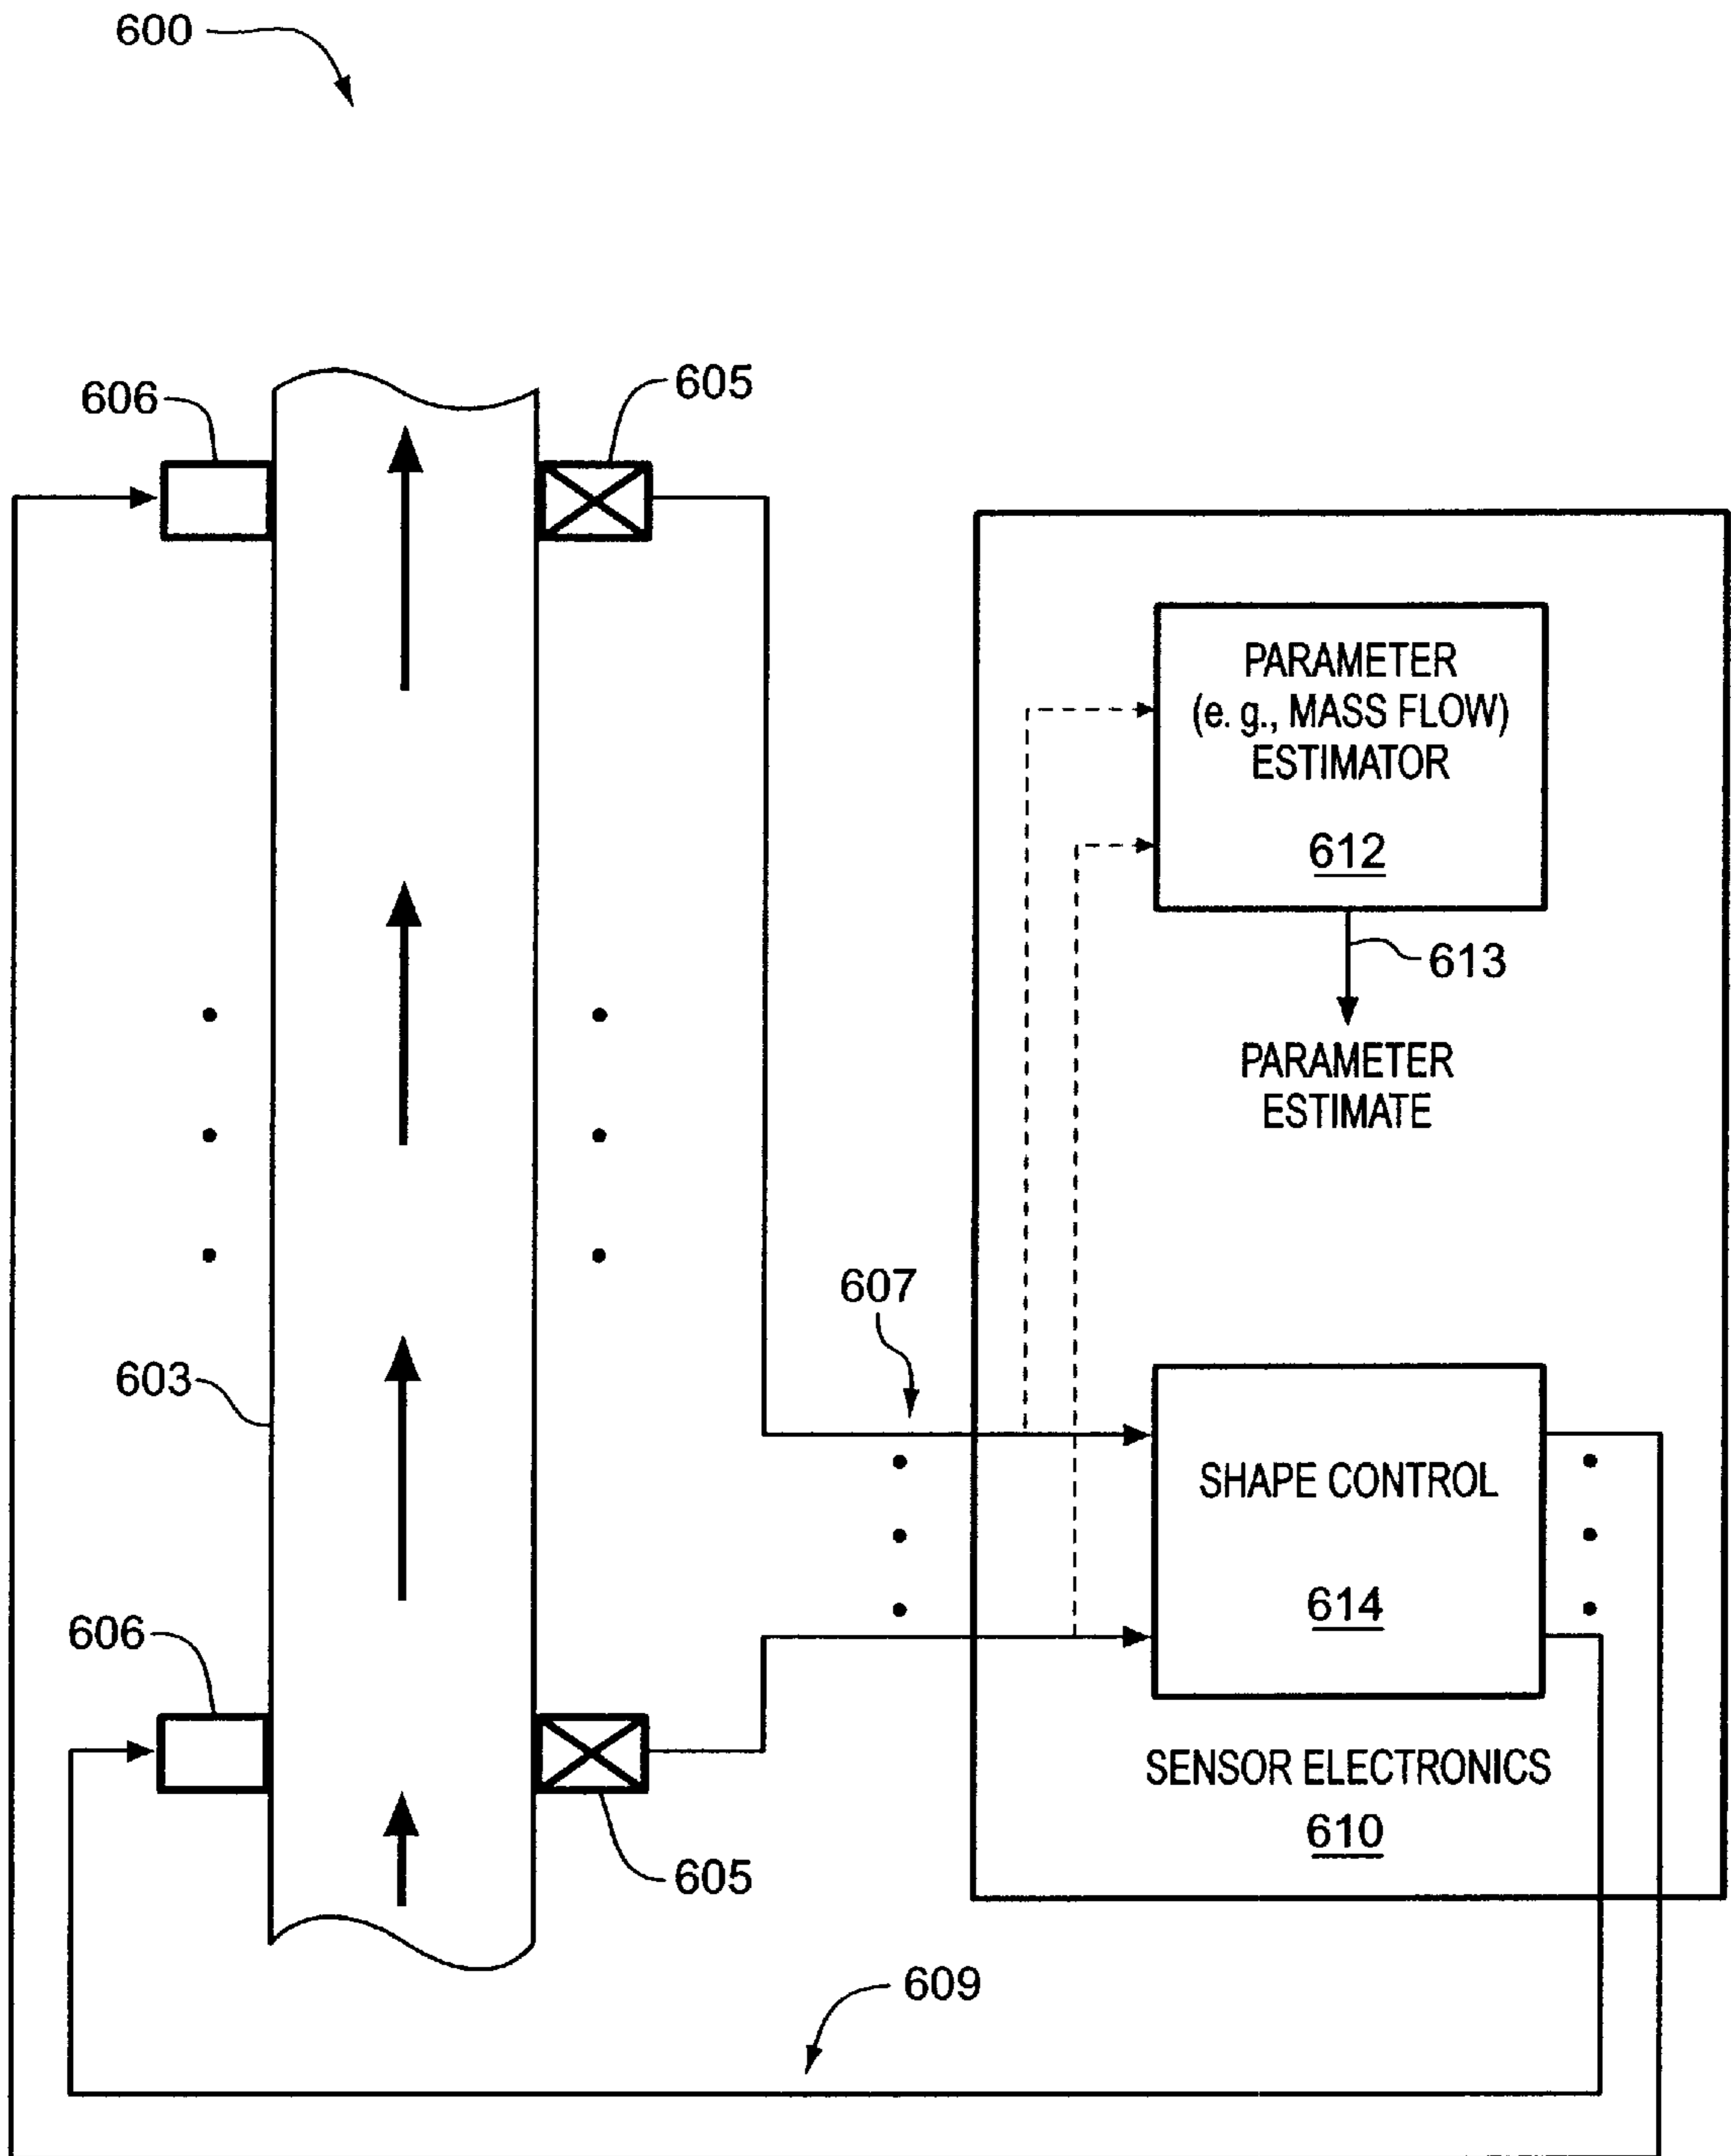 600
606
605
PARAMETER
(e. g., MASS FLOW)
ESTIMATOR
612
613
PARAMETER
ESTIMATE
607
603
SHAPE CONTROL
614
606
SENSOR ELECTRONICS
610
605
609